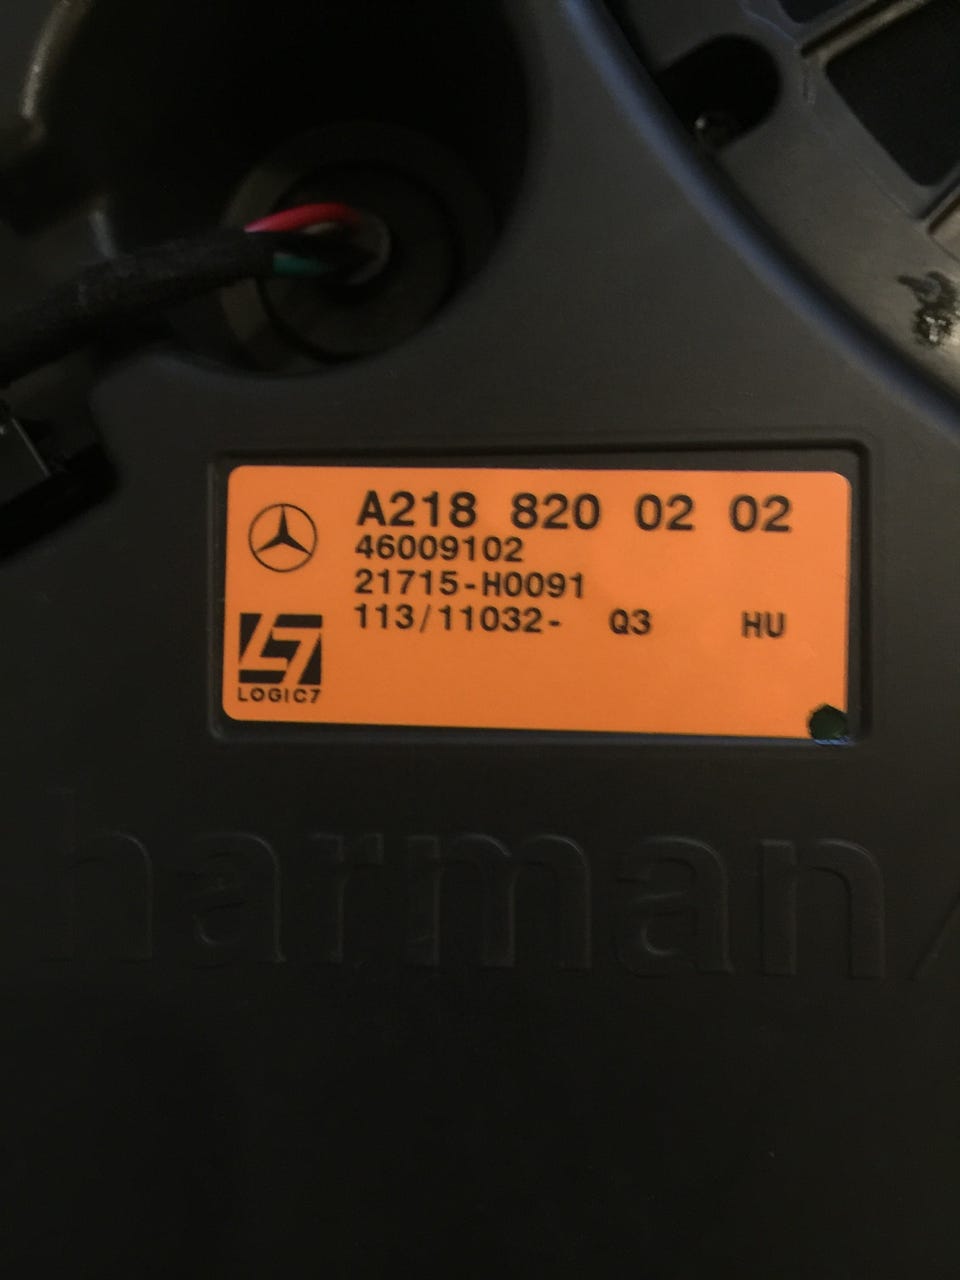 A218 820 02 02
46009102
21715-H0091
113/11032- Q3 HU
LOGIC7
harman/